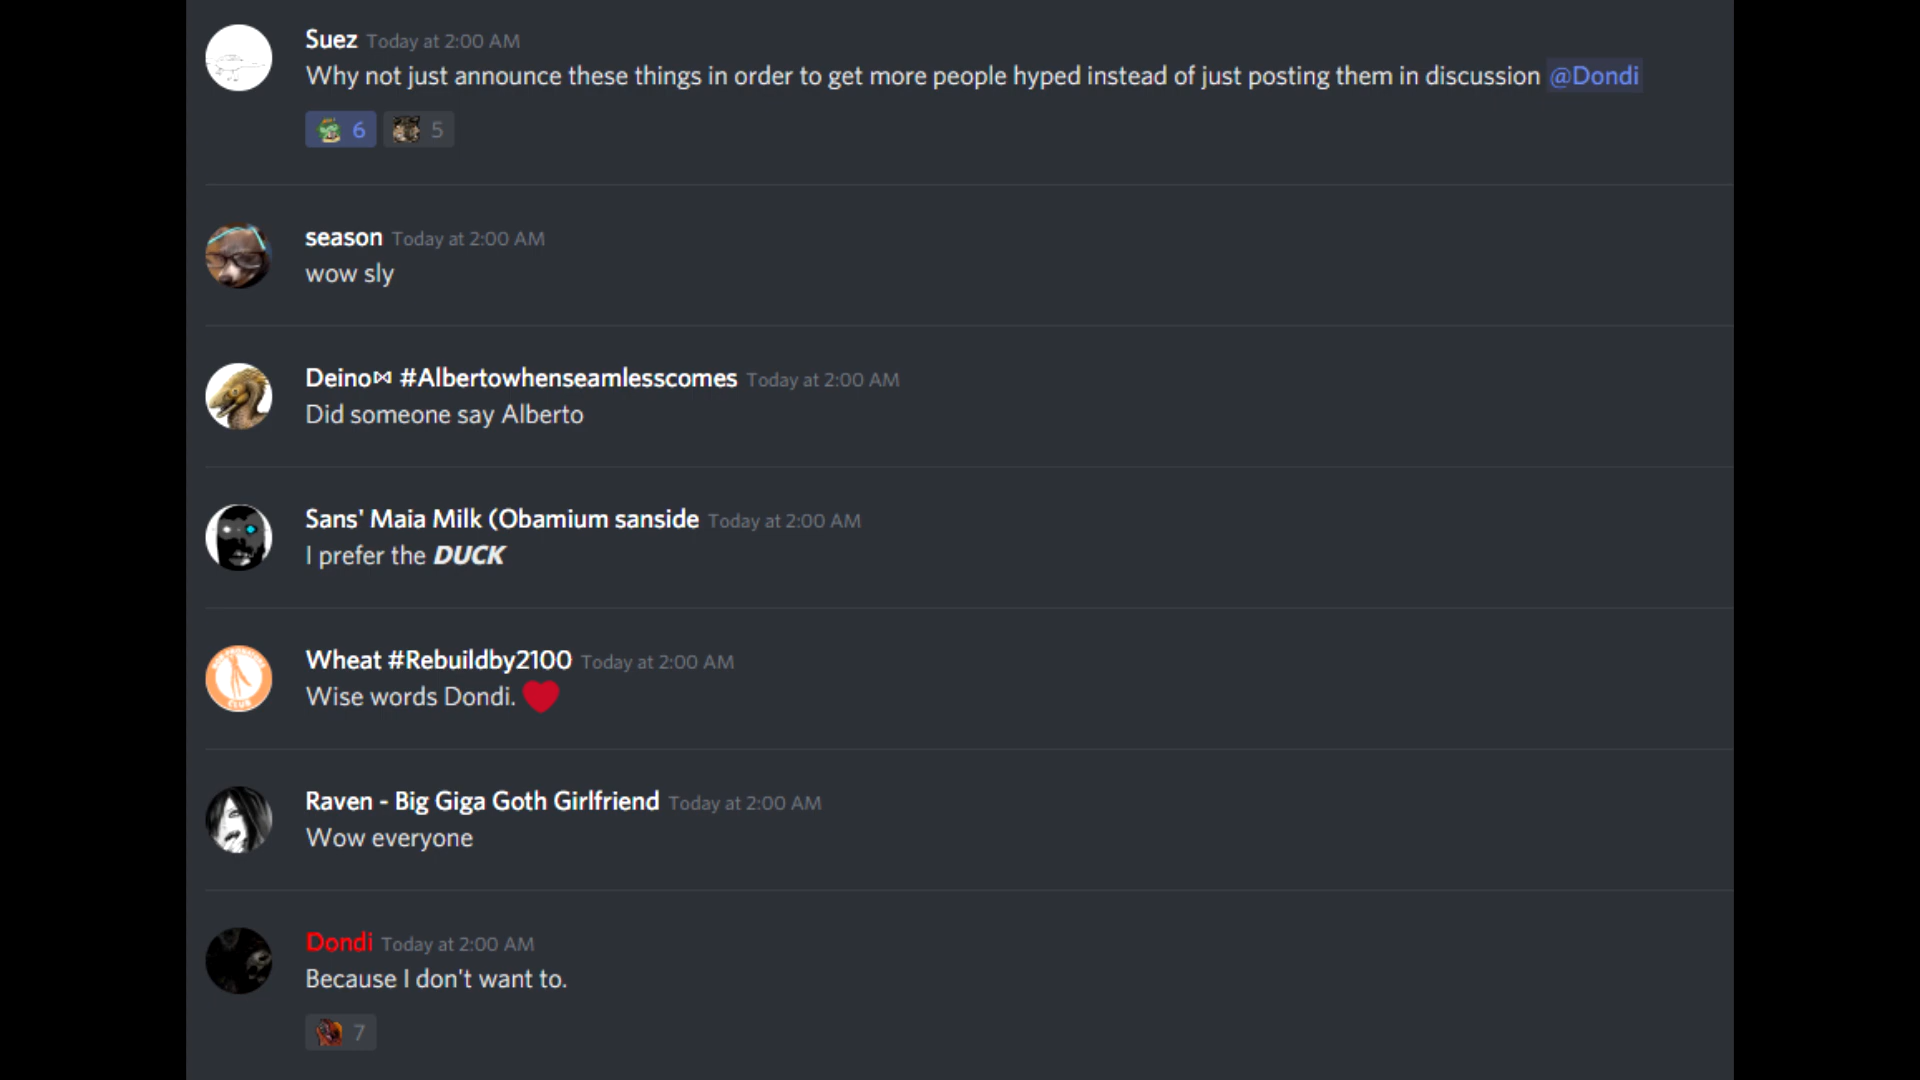 Suez Today at 2:00 AM
Why not just announce these things in order to get more people hyped instead of just posting them in discussion @Dondi
6 5
season Today at 2:00 AM
wow sly
Deino⋈ #Albertowhenseamlesscomes Today at 2:00 AM
Did someone say Alberto
Sans' Maia Milk (Obamium sanside Today at 2:00 AM
I prefer the DUCK
Wheat #Rebuildby2100 Today at 2:00 AM
Wise words Dondi. ❤
CLUB
Raven - Big Giga Goth Girlfriend Today at 2:00 AM
Wow everyone
Dondi Today at 2:00 AM
Because I don't want to.
7